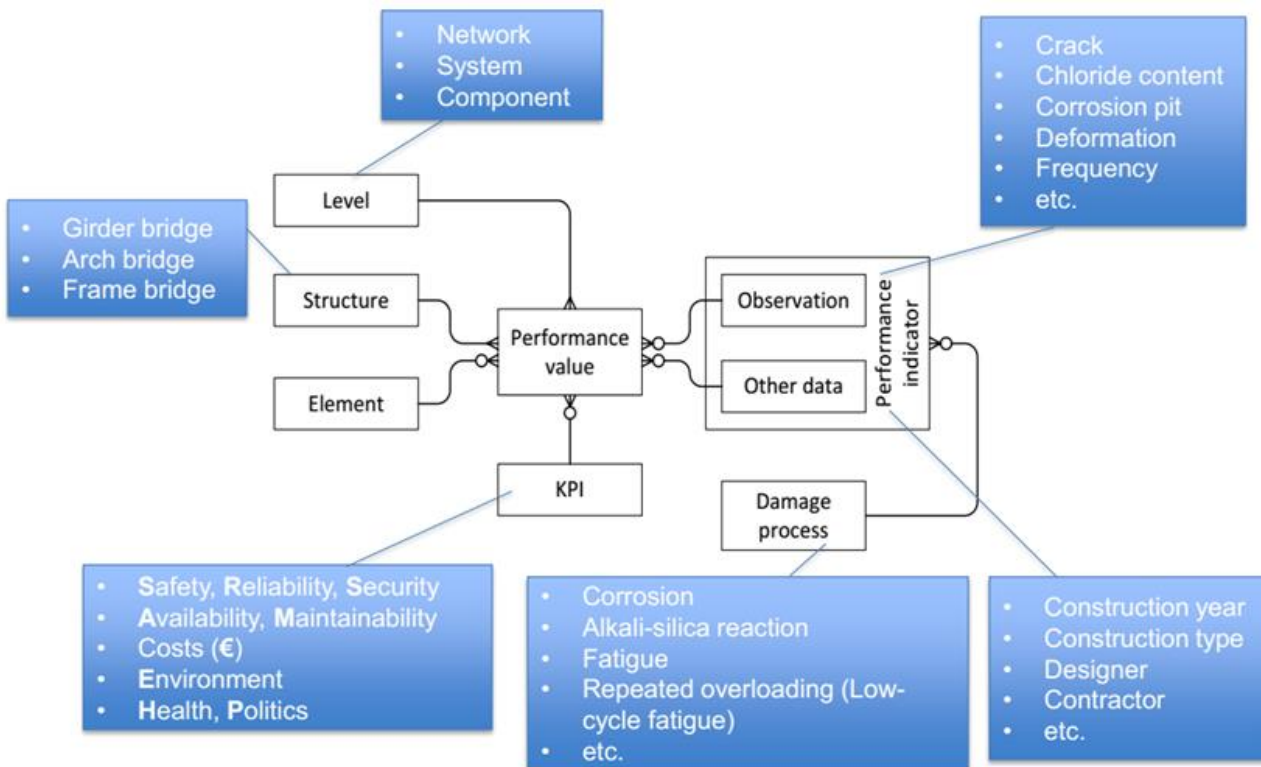 • Network
• System
• Component
• Crack
• Chloride content
• Corrosion pit
• Deformation
• Frequency
• etc.
Level
• Girder bridge
• Arch bridge
• Frame bridge
Structure
Element
Performance
value
KPI
Observation
Other data
Performance
indicator
Damage
process
• Safety, Reliability, Security
• Availability, Maintainability
• Costs (€)
• Environment
• Health, Politics
• Corrosion
• Alkali-silica reaction
• Fatigue
• Repeated overloading (Low-
cycle fatigue)
• etc.
• Construction year
• Construction type
• Designer
• Contractor
• etc.